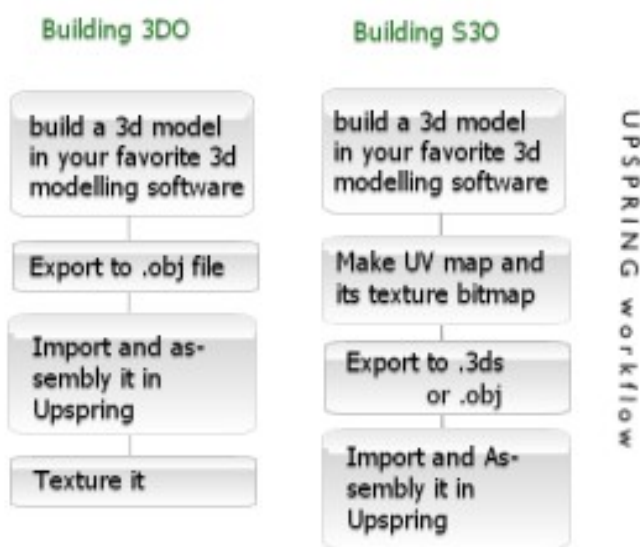 Building 3DO
build a 3d model
in your favorite 3d
modelling software
Export to .obj file
Import and as-
sembly it in
Upspring
Texture it
Building S3O
build a 3d model
in your favorite 3d
modelling software
Make UV map and
its texture bitmap
Export to .3ds
or .obj
Import and As-
sembly it in
Upspring
UPSPRING workflow